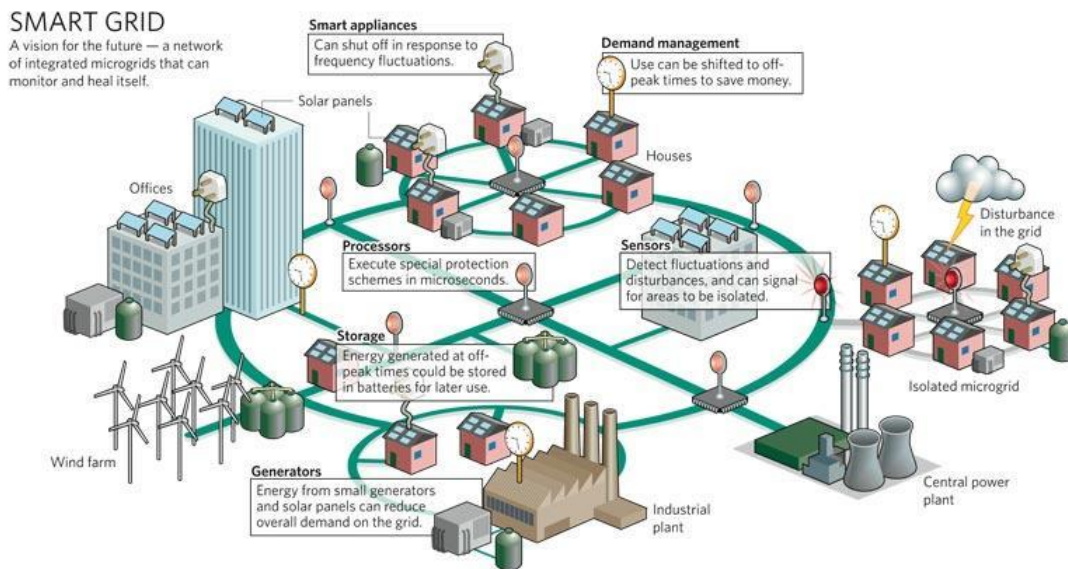 SMART GRID
A vision for the future — a network
of integrated microgrids that can
monitor and heal itself.
Smart appliances
Can shut off in response to
frequency fluctuations.
Demand management
Use can be shifted to off-
peak times to save money.
Solar panels
Houses
Offices
Disturbance
in the grid
Processors
Execute special protection
schemes in microseconds.
Sensors
Detect fluctuations and
disturbances, and can signal
for areas to be isolated.
Storage
Energy generated at off-
peak times could be stored
in batteries for later use.
Isolated microgrid
Wind farm
Generators
Energy from small generators
and solar panels can reduce
overall demand on the grid.
Industrial
plant
Central power
plant